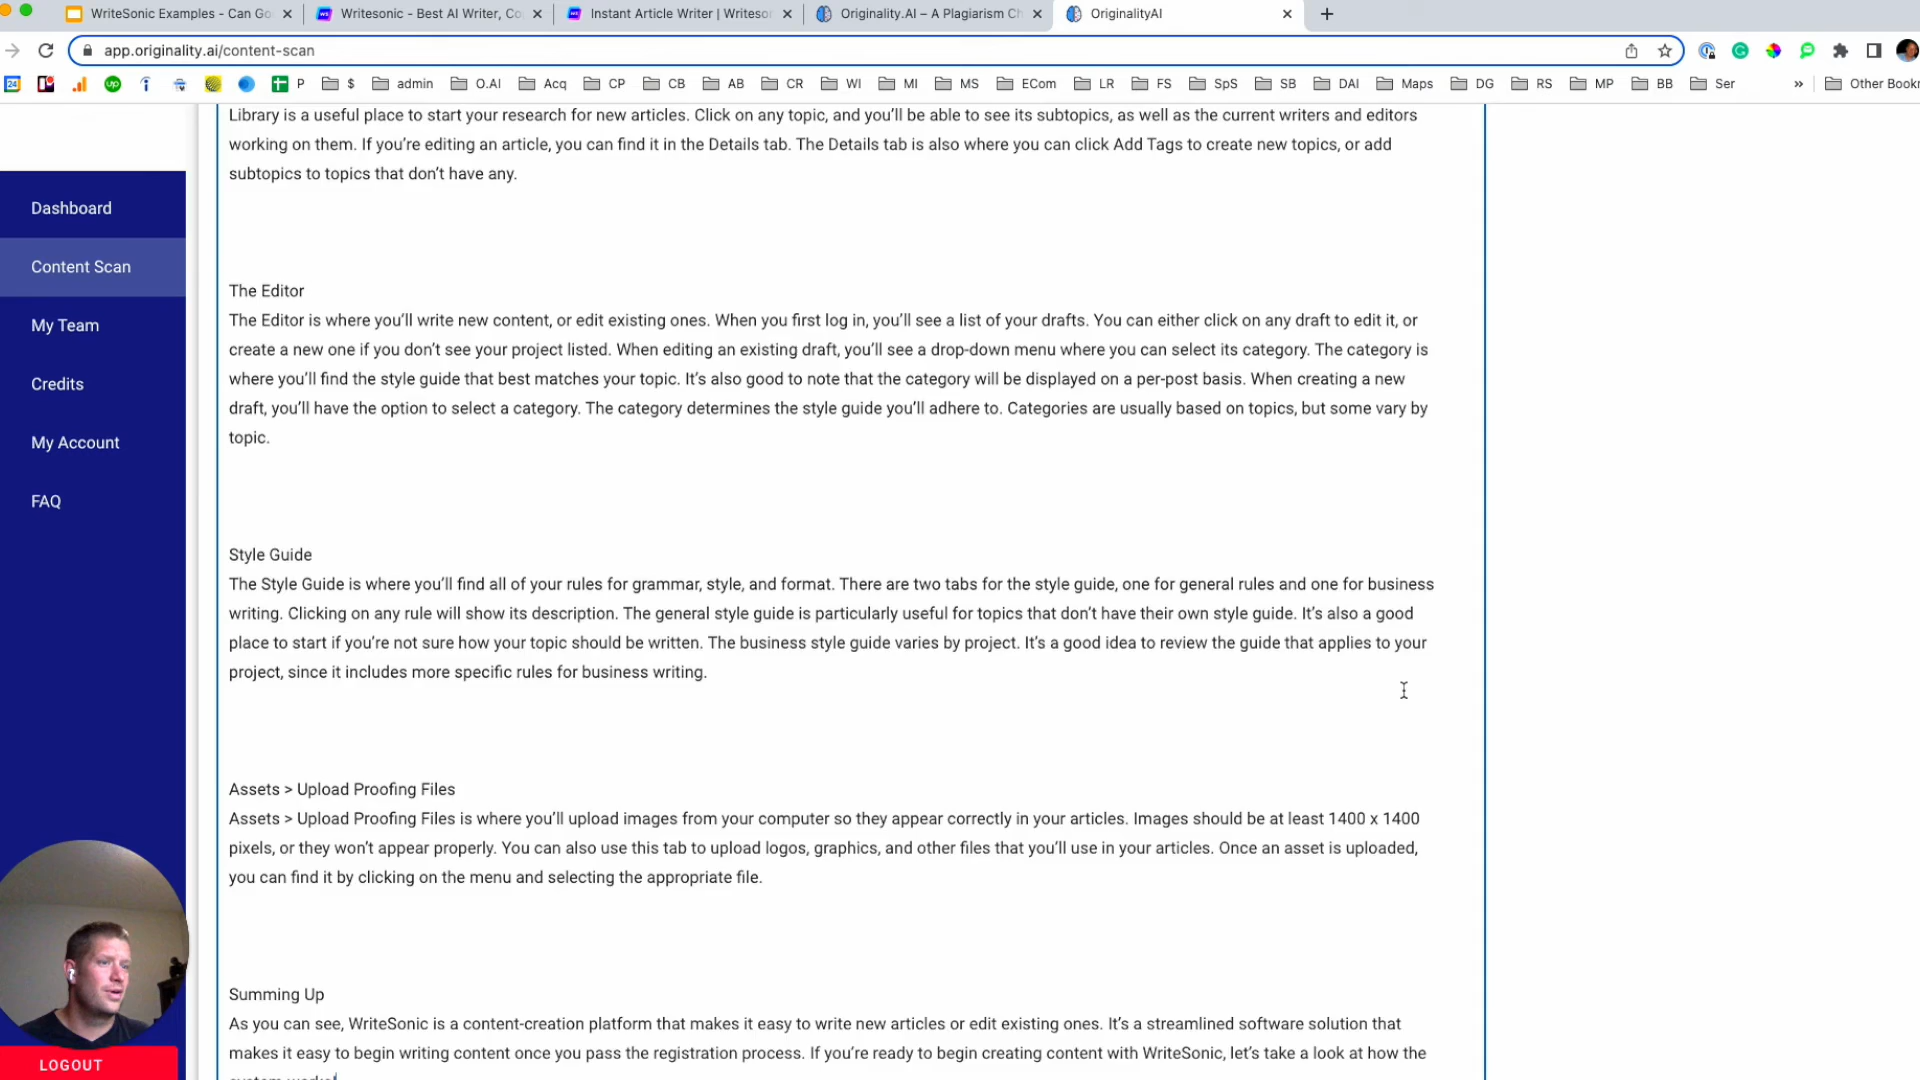 WriteSonic Examples - Can Go
Writesonic - Best AI Writer, Co
Instant Article Writer | Writeso
Originality.AI – A Plagiarism Ch
OriginalityAI
app.originality.ai/content-scan
P
$
admin
O.AI
Acq
CP
CB
AB
CR
WI
MI
MS
ECom
LR
FS
SpS
SB
DAI
Maps
DG
RS
MP
BB
Ser
»
Other Bookr
Dashboard
Content Scan
My Team
Credits
My Account
FAQ
LOGOUT
Library is a useful place to start your research for new articles. Click on any topic, and you'll be able to see its subtopics, as well as the current writers and editors
working on them. If you're editing an article, you can find it in the Details tab. The Details tab is also where you can click Add Tags to create new topics, or add
subtopics to topics that don't have any.
The Editor
The Editor is where you'll write new content, or edit existing ones. When you first log in, you'll see a list of your drafts. You can either click on any draft to edit it, or
create a new one if you don't see your project listed. When editing an existing draft, you'll see a drop-down menu where you can select its category. The category is
where you'll find the style guide that best matches your topic. It's also good to note that the category will be displayed on a per-post basis. When creating a new
draft, you'll have the option to select a category. The category determines the style guide you'll adhere to. Categories are usually based on topics, but some vary by
topic.
Style Guide
The Style Guide is where you'll find all of your rules for grammar, style, and format. There are two tabs for the style guide, one for general rules and one for business
writing. Clicking on any rule will show its description. The general style guide is particularly useful for topics that don't have their own style guide. It's also a good
place to start if you're not sure how your topic should be written. The business style guide varies by project. It's a good idea to review the guide that applies to your
project, since it includes more specific rules for business writing.
Assets > Upload Proofing Files
Assets > Upload Proofing Files is where you'll upload images from your computer so they appear correctly in your articles. Images should be at least 1400 x 1400
pixels, or they won't appear properly. You can also use this tab to upload logos, graphics, and other files that you'll use in your articles. Once an asset is uploaded,
you can find it by clicking on the menu and selecting the appropriate file.
Summing Up
As you can see, WriteSonic is a content-creation platform that makes it easy to write new articles or edit existing ones. It's a streamlined software solution that
makes it easy to begin writing content once you pass the registration process. If you're ready to begin creating content with WriteSonic, let's take a look at how the